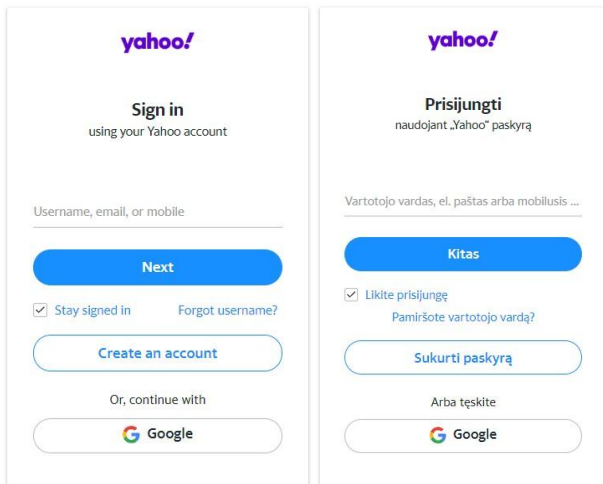 yahoo!
Sign in
using your Yahoo account
Username, email, or mobile
Next
Stay signed in
Forgot username?
Create an account
Or, continue with
Google
yahoo!
Prisijungti
naudojant „Yahoo“ paskyrą
Vartotojo vardas, el. paštas arba mobilusis ...
Kitas
Likite prisijungę
Pamiršote vartotojo vardą?
Sukurti paskyrą
Arba tęskite
Google